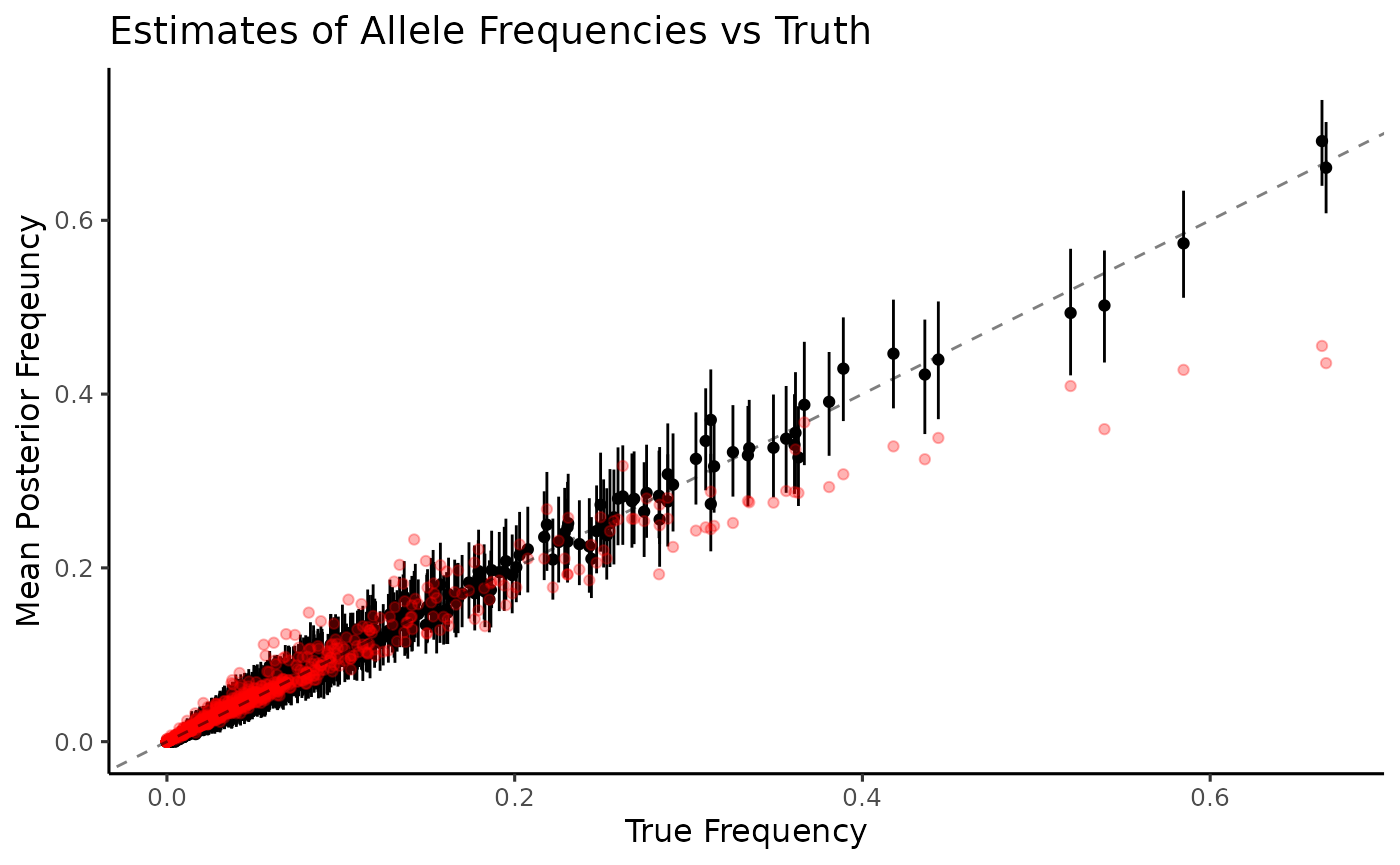 Estimates of Allele Frequencies vs Truth
Mean Posterior Freqeuncy
0.6
0.4
0.2
0.0
0.0 0.2 0.4 0.6
True Frequency